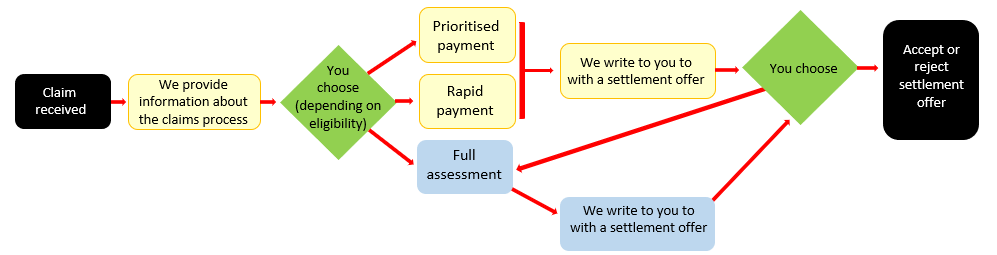 Claim
received
We provide
information about
the claims process
You
choose
(depending on
eligibility)
Prioritised
payment
Rapid
payment
Full
assessment
We write to you to
with a settlement offer
We write to you to
with a settlement offer
You choose
Accept or
reject
settlement
offer